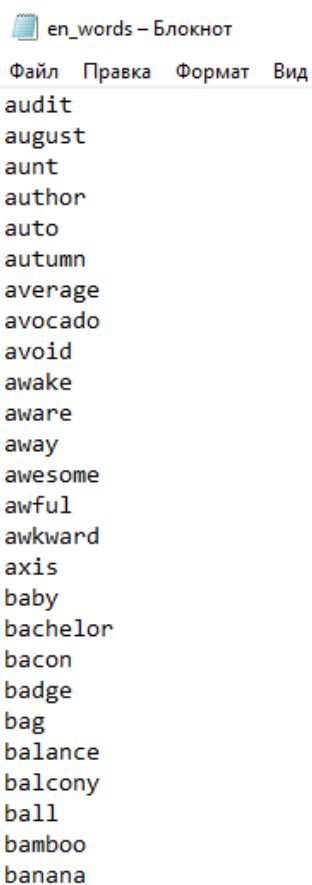 en_words – Блокнот
Файл Правка Формат Вид
audit
august
aunt
author
auto
autumn
average
avocado
avoid
awake
aware
away
awesome
awful
awkward
axis
baby
bachelor
bacon
badge
bag
balance
balcony
ball
bamboo
banana